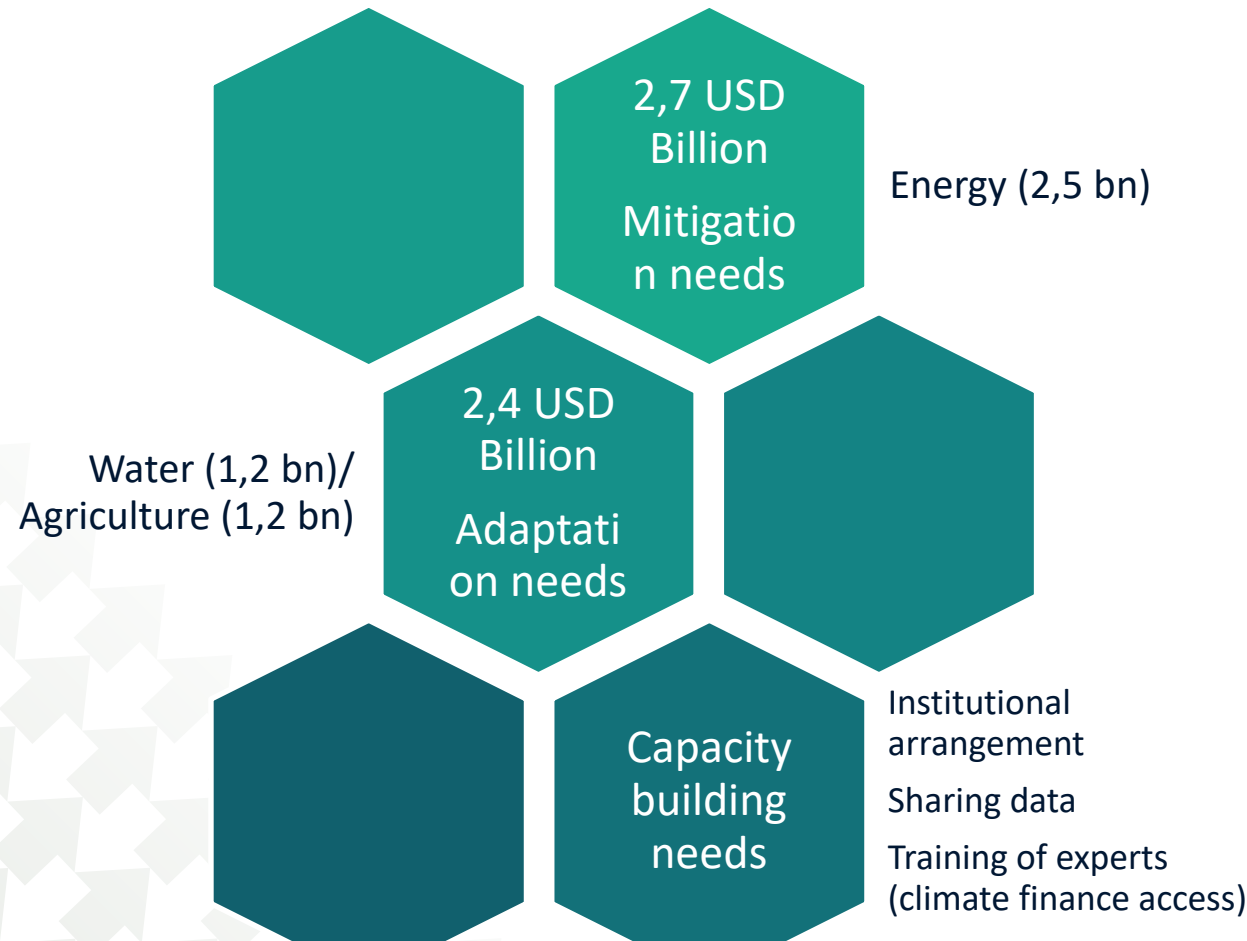 2,7 USD
Billion
Mitigatio
n needs
Energy (2,5 bn)
2,4 USD
Billion
Adaptati
on needs
Water (1,2 bn)/
Agriculture (1,2 bn)
Capacity
building
needs
Institutional
arrangement
Sharing data
Training of experts
(climate finance access)